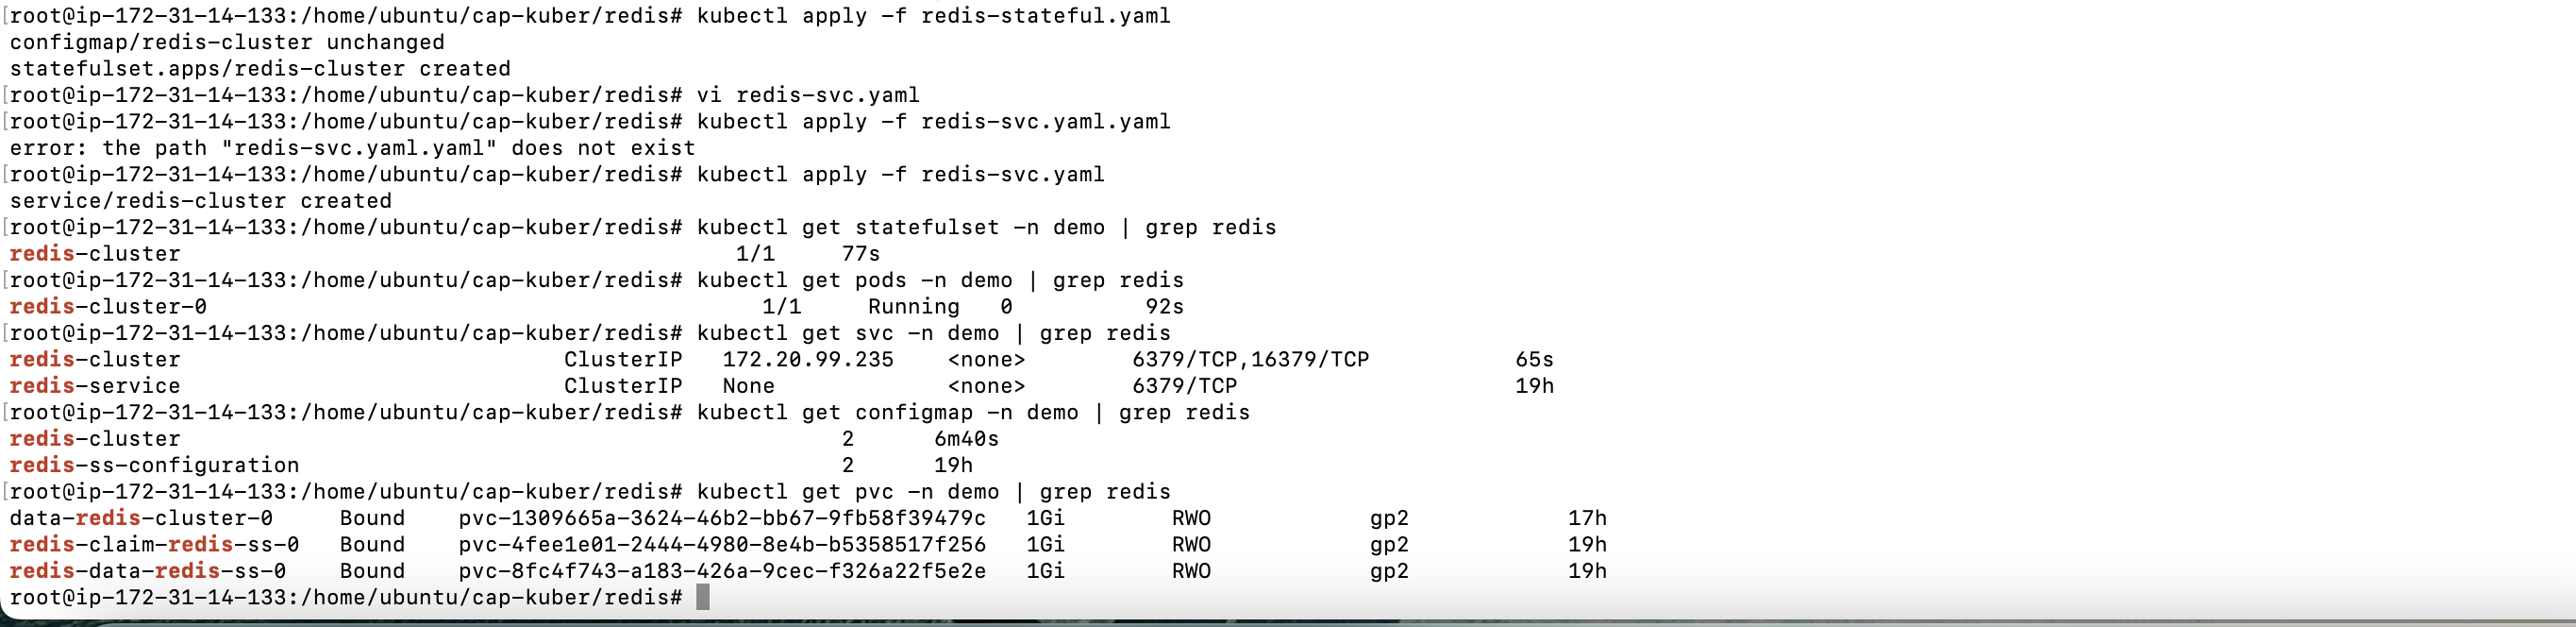 [root@ip-172-31-14-133:/home/ubuntu/cap-kuber/redis# kubectl apply -f redis-stateful.yaml
configmap/redis-cluster unchanged
statefulset.apps/redis-cluster created
[root@ip-172-31-14-133:/home/ubuntu/cap-kuber/redis# vi redis-svc.yaml
[root@ip-172-31-14-133:/home/ubuntu/cap-kuber/redis# kubectl apply -f redis-svc.yaml.yaml
error: the path "redis-svc.yaml.yaml" does not exist
[root@ip-172-31-14-133:/home/ubuntu/cap-kuber/redis# kubectl apply -f redis-svc.yaml
service/redis-cluster created
[root@ip-172-31-14-133:/home/ubuntu/cap-kuber/redis# kubectl get statefulset -n demo | grep redis
redis-cluster 1/1 77s
[root@ip-172-31-14-133:/home/ubuntu/cap-kuber/redis# kubectl get pods -n demo | grep redis
redis-cluster-0 1/1 Running 0 92s
[root@ip-172-31-14-133:/home/ubuntu/cap-kuber/redis# kubectl get svc -n demo | grep redis
redis-cluster ClusterIP 172.20.99.235 <none> 6379/TCP,16379/TCP 65s
redis-service ClusterIP None <none> 6379/TCP 19h
[root@ip-172-31-14-133:/home/ubuntu/cap-kuber/redis# kubectl get configmap -n demo | grep redis
redis-cluster 2 6m40s
redis-ss-configuration 2 19h
[root@ip-172-31-14-133:/home/ubuntu/cap-kuber/redis# kubectl get pvc -n demo | grep redis
data-redis-cluster-0 Bound pvc-1309665a-3624-46b2-bb67-9fb58f39479c 1Gi RWO gp2 17h
redis-claim-redis-ss-0 Bound pvc-4fee1e01-2444-4980-8e4b-b5358517f256 1Gi RWO gp2 19h
redis-data-redis-ss-0 Bound pvc-8fc4f743-a183-426a-9cec-f326a22f5e2e 1Gi RWO gp2 19h
root@ip-172-31-14-133:/home/ubuntu/cap-kuber/redis#